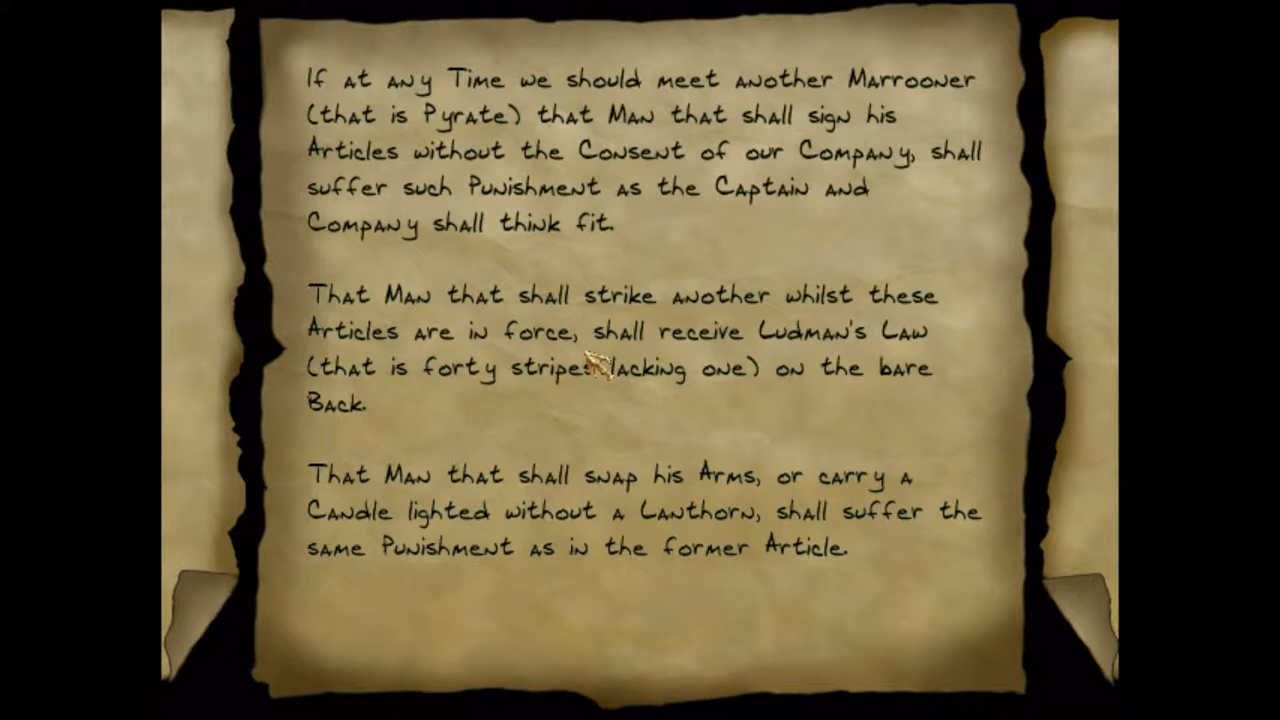 If at any Time we should meet another Marrooner
(that is Pyrate) that Man that shall sign his
Articles without the Consent of our Company, shall
suffer such Punishment as the Captain and
Company shall think fit.
That Man that shall strike another whilst these
Articles are in force, shall receive Ludman's Law
(that is forty stripes lacking one) on the bare
Back.
That Man that shall snap his Arms, or carry a
Candle lighted without a Lanthorn, shall suffer the
same Punishment as in the former Article.